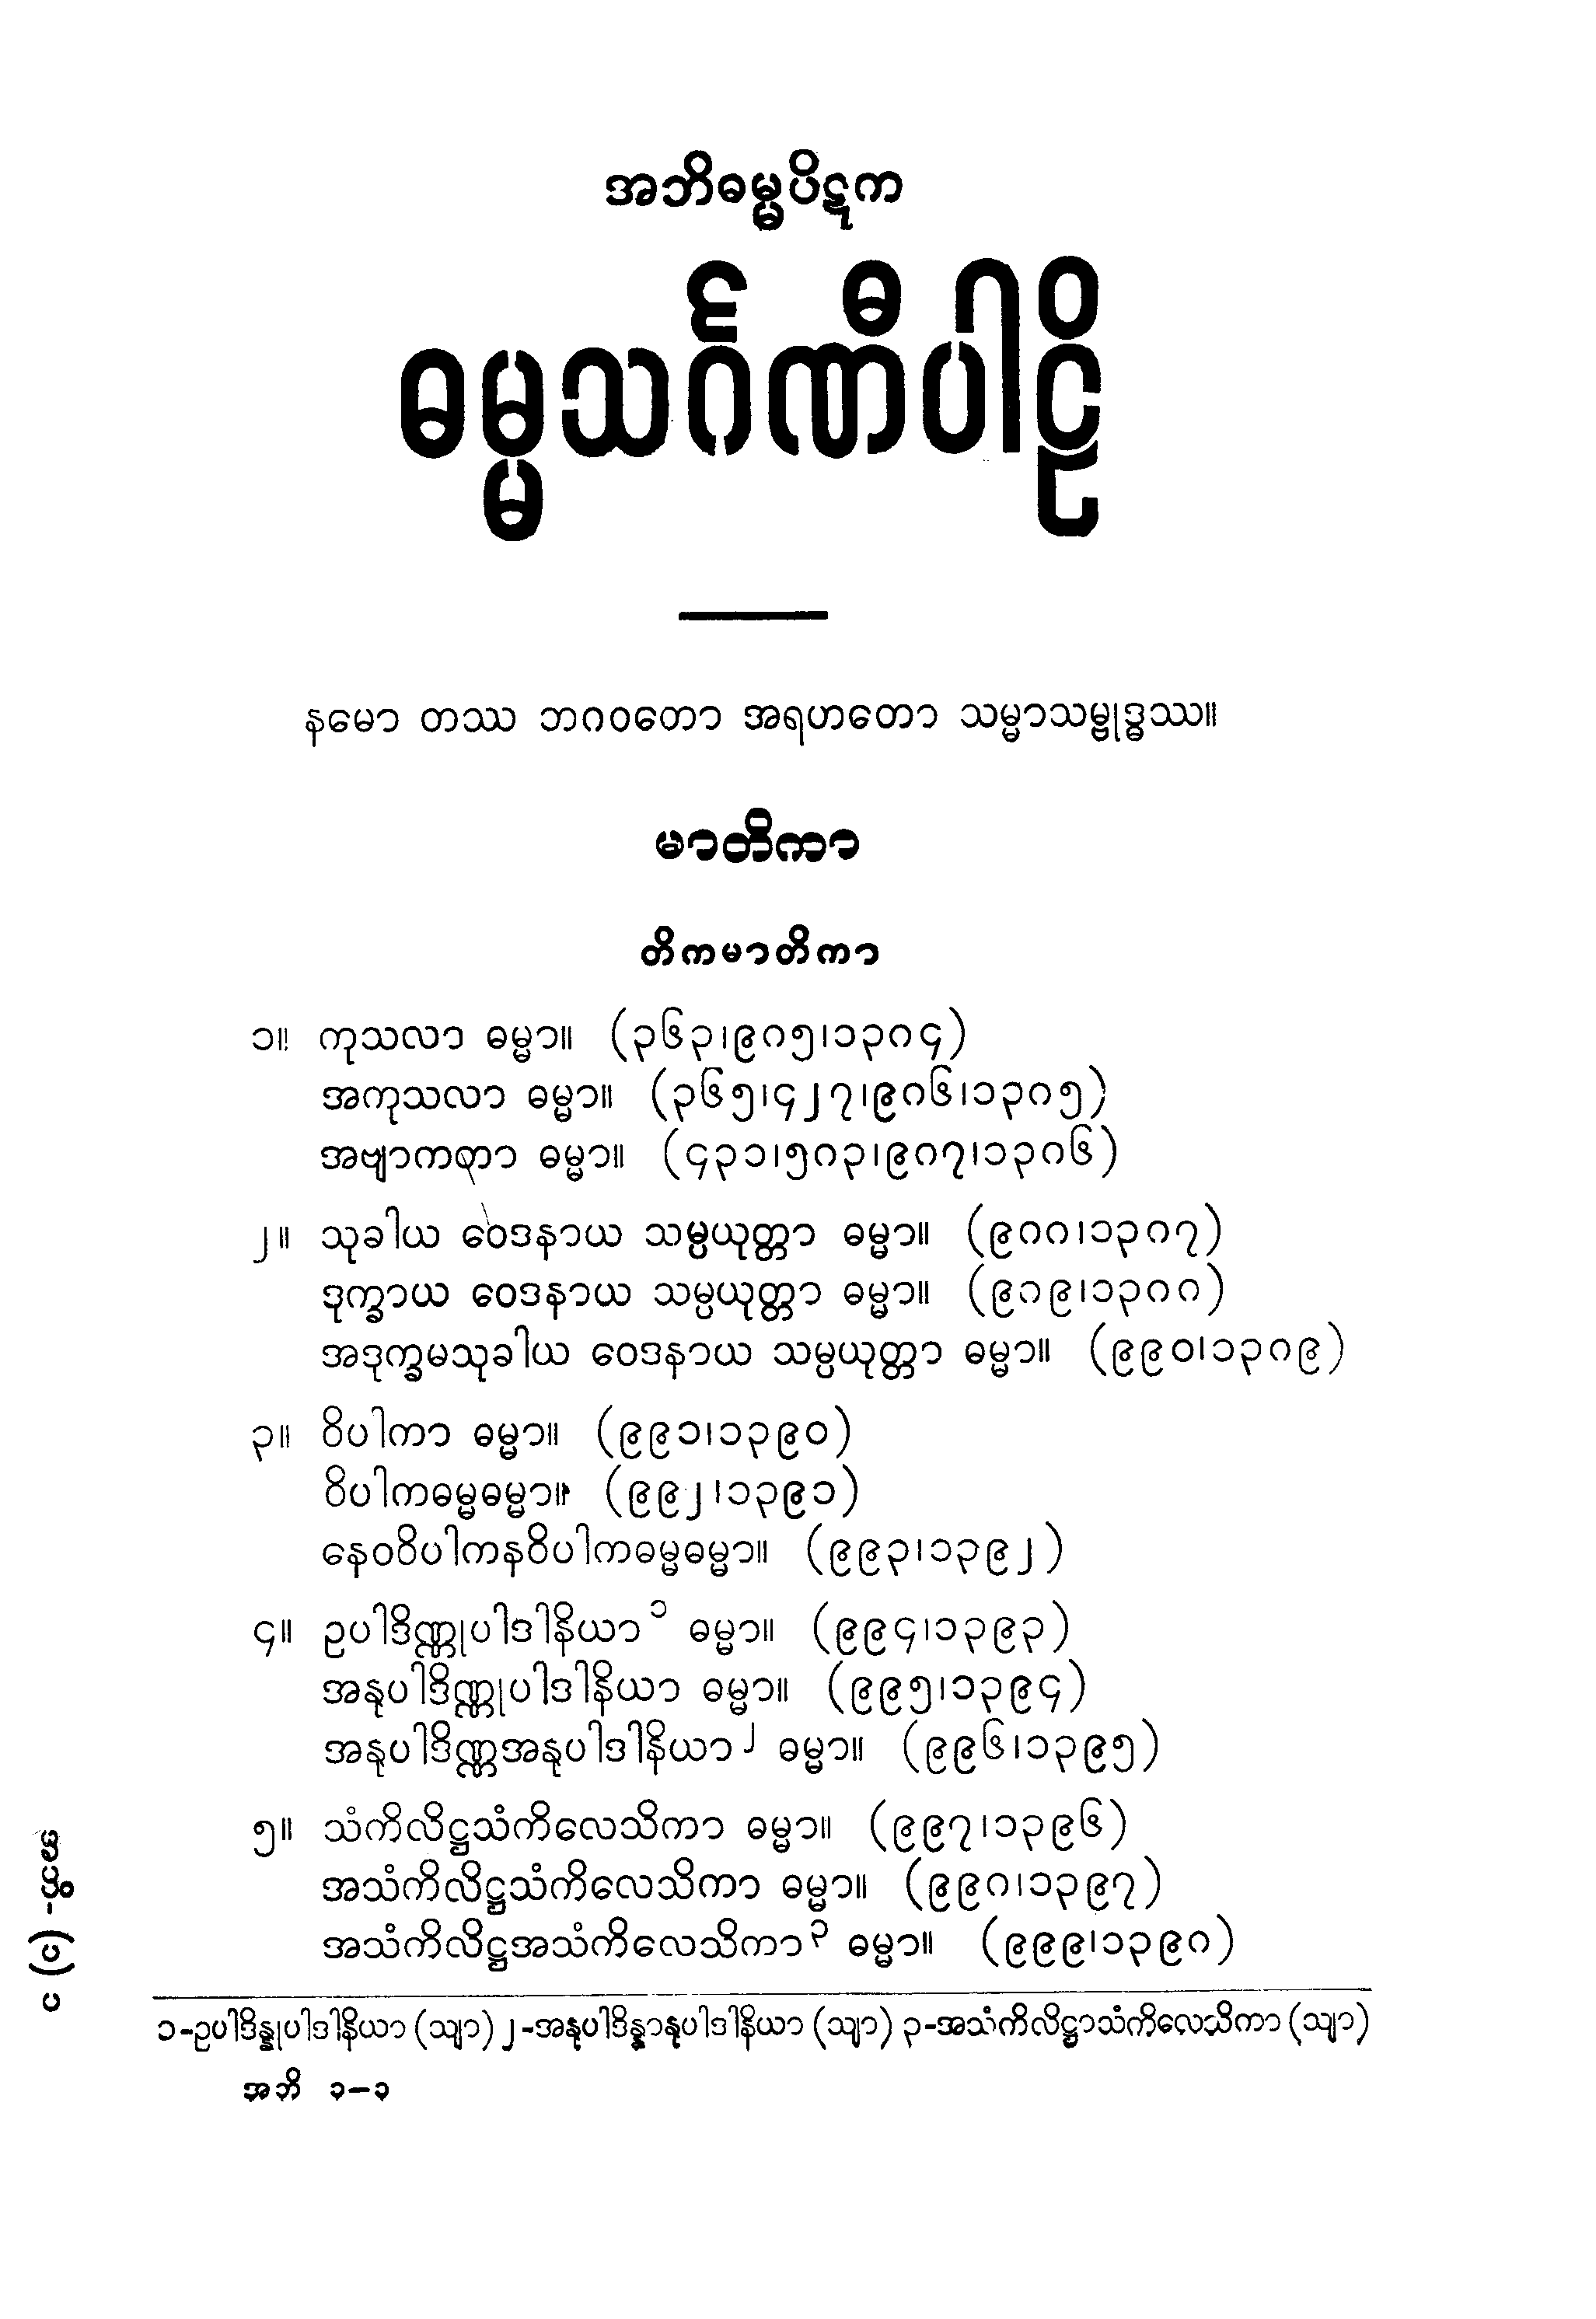 အဘိဓမ္မပိဋက
ဓမ္မသင်္ဂဏီပါဠိ
နမော တဿ ဘဂဝတော အရဟတော သမ္မာသမ္ဗုဒ္ဓဿ။
မာတိကာ
တိကမာတိကာ
၁။ ကုသလာ ဓမ္မာ။ (၃၆၃၊၉၈၅၊၁၃၈၄)
အကုသလာ ဓမ္မာ။ (၃၆၅၊၄၂၇၊၉၈၆၊၁၃၈၅)
အဗျာကတာ ဓမ္မာ။ (၄၃၁၊၅၈၃၊၉၈၇၊၁၃၈၆)
၂။ သုခါယ ဝေဒနာယ သမ္ပယုတ္တာ ဓမ္မာ။ (၉၈၈၊၁၃၈၇)
ဒုက္ခာယ ဝေဒနာယ သမ္ပယုတ္တာ ဓမ္မာ။ (၉၈၉၊၁၃၈၈)
အဒုက္ခမသုခါယ ဝေဒနာယ သမ္ပယုတ္တာ ဓမ္မာ။ (၉၉၀၊၁၃၈၉)
၃။ ဝိပါကာ ဓမ္မာ။ (၉၉၁၊၁၃၉၀)
ဝိပါကဓမ္မဓမ္မာ။ (၉၉၂၊၁၃၉၁)
နေဝဝိပါကနဝိပါကဓမ္မဓမ္မာ။ (၉၉၃၊၁၃၉၂)
၄။ ဥပါဒိဏ္ဏုပါဒါနိယာ၁ ဓမ္မာ။ (၉၉၄၊၁၃၉၃)
အနုပါဒိဏ္ဏုပါဒါနိယာ ဓမ္မာ။ (၉၉၅၊၁၃၉၄)
အနုပါဒိဏ္ဏအနုပါဒါနိယာ၂ ဓမ္မာ။ (၉၉၆၊၁၃၉၅)
၅။ သံကိလိဋ္ဌသံကိလေသိကာ ဓမ္မာ။ (၉၉၇၊၁၃၉၆)
အသံကိလိဋ္ဌသံကိလေသိကာ ဓမ္မာ။ (၉၉၈၊၁၃၉၇)
အသံကိလိဋ္ဌအသံကိလေသိကာ၃ ဓမ္မာ။ (၉၉၉၊၁၃၉၈)
၁-ဥပါဒိန္နုပါဒါနိယာ (သျာ) ၂-အနုပါဒိန္နာနုပါဒါနိယာ (သျာ) ၃-အသံကိလိဋ္ဌာသံကိလေသိကာ (သျာ)
အဘိ ၁—၁